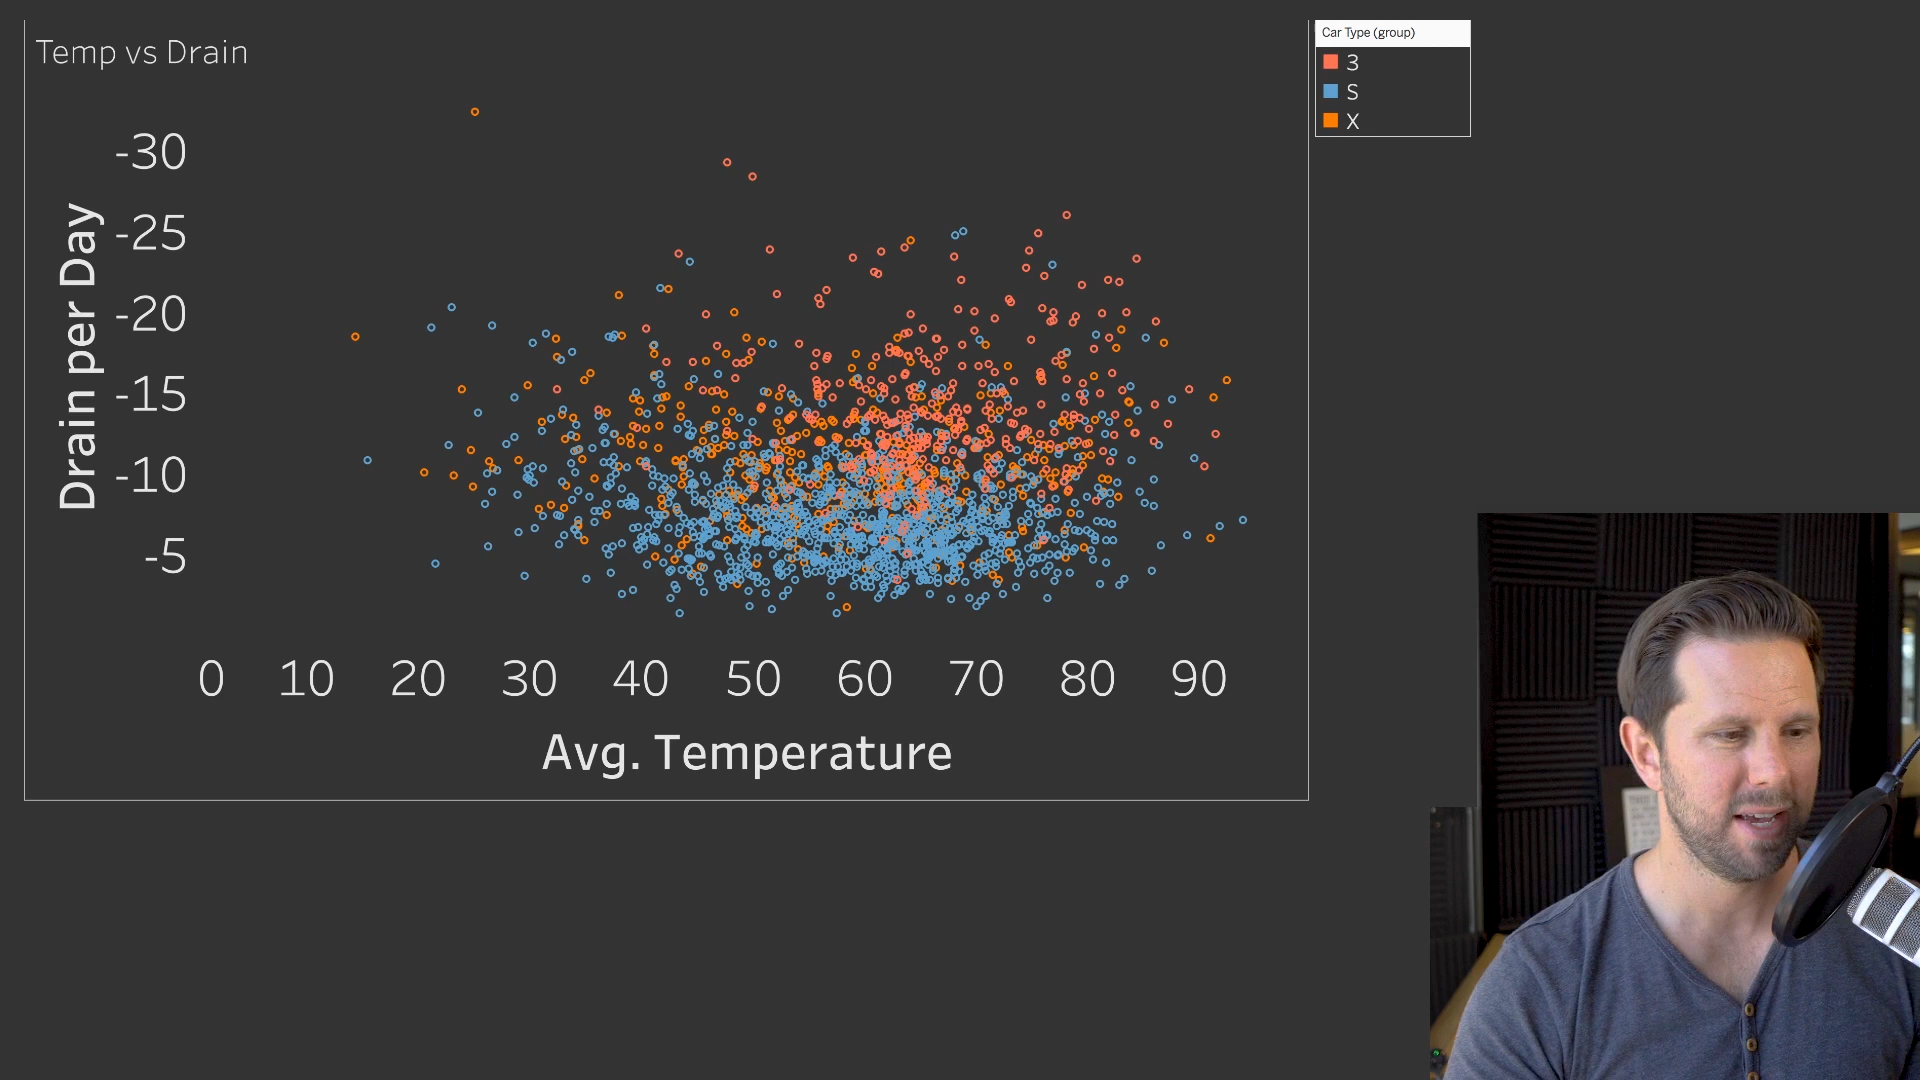 Temp vs Drain
Car Type (group)
3
S
X
Drain per Day
-30
-25
-20
-15
-10
-5
0 10 20 30 40 50 60 70 80 90
Avg. Temperature